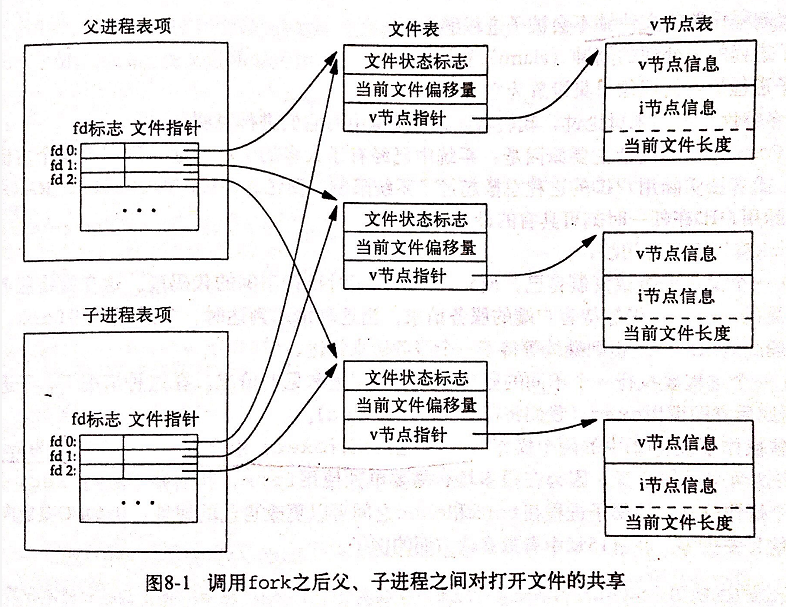 父进程表项
fd标志 文件指针
fd 0:
fd 1:
fd 2:
···
子进程表项
fd标志 文件指针
fd 0:
fd 1:
fd 2:
···
文件表
文件状态标志
当前文件偏移量
v节点指针
文件状态标志
当前文件偏移量
v节点指针
文件状态标志
当前文件偏移量
v节点指针
v节点表
v节点信息
i节点信息
当前文件长度
v节点信息
i节点信息
当前文件长度
v节点信息
i节点信息
当前文件长度
图8-1 调用fork之后父、子进程之间对打开文件的共享